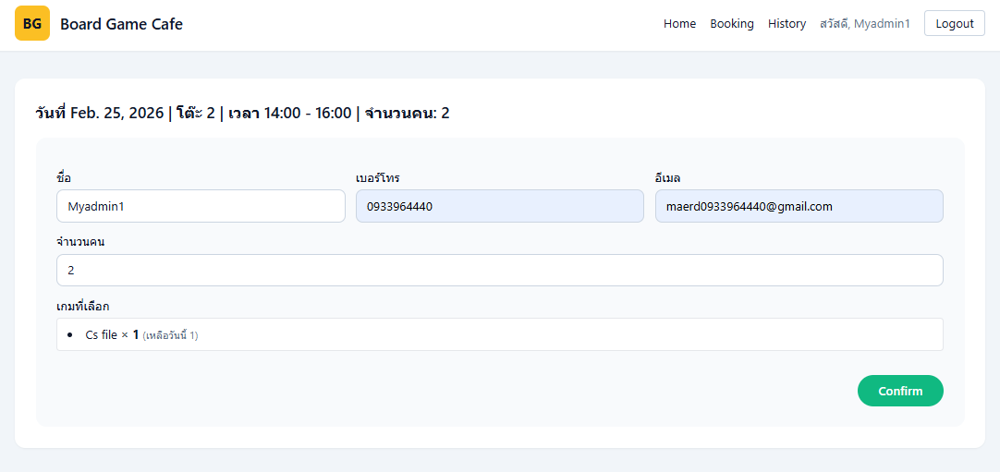 BG Board Game Cafe Home Booking History สวัสดี, Myadmin1 Logout
วันที่ Feb. 25, 2026 | โต๊ะ 2 | เวลา 14:00 - 16:00 | จำนวนคน: 2
ชื่อ เบอร์โทร อีเมล
Myadmin1 0933964440 maerd0933964440@gmail.com
จำนวนคน
2
เกมที่เลือก
• Cs file × 1 (เหลือวันนี้ 1)
Confirm